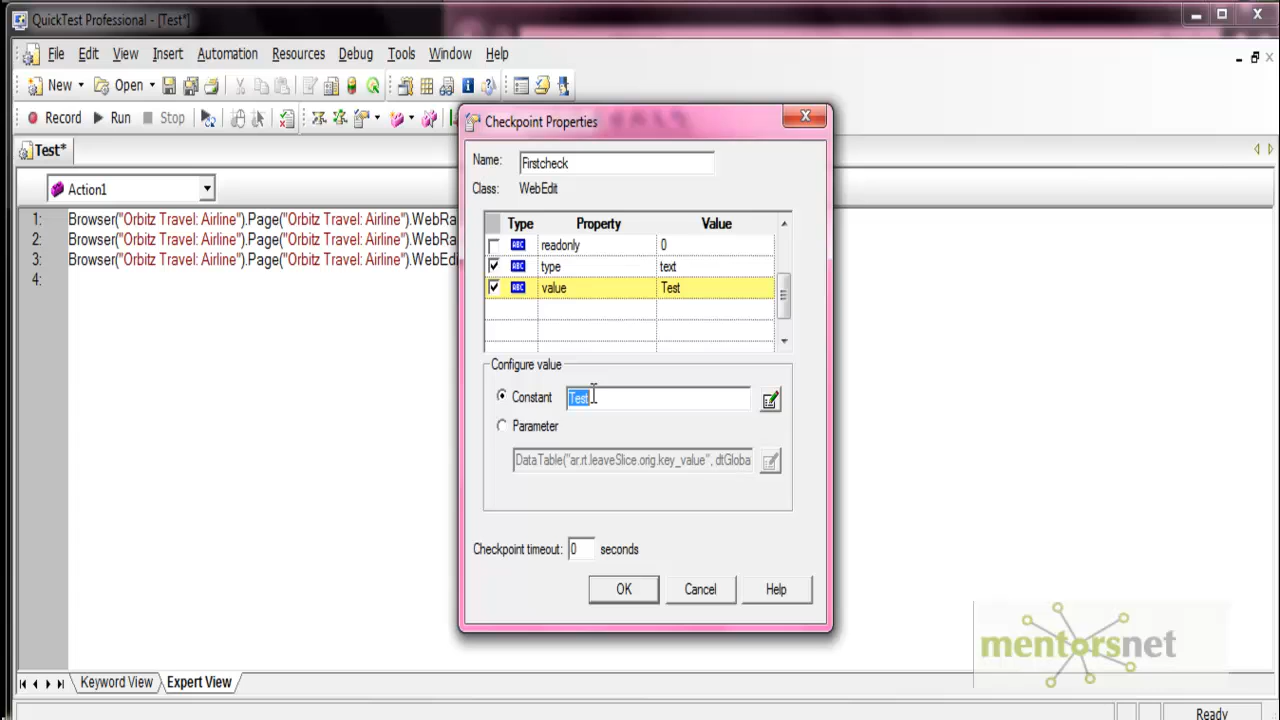 QuickTest Professional - [Test*]
File Edit View Insert Automation Resources Debug Tools Window Help
New Open
Record Run Stop
Test*
Action1
1: Browser("Orbitz Travel: Airline").Page("Orbitz Travel: Airline").WebRa
2: Browser("Orbitz Travel: Airline").Page("Orbitz Travel: Airline").WebRa
3: Browser("Orbitz Travel: Airline").Page("Orbitz Travel: Airline").WebEdi
4:
Checkpoint Properties
Name: Firstcheck
Class: WebEdit
Type Property Value
ABC readonly 0
ABC type text
ABC value Test
Configure value
Constant Test
Parameter
DataTable("ar.rt.leaveSlice.orig.key_value", dtGloba
Checkpoint timeout: 0 seconds
OK Cancel Help
mentorsnet
Keyword View Expert View
Ready